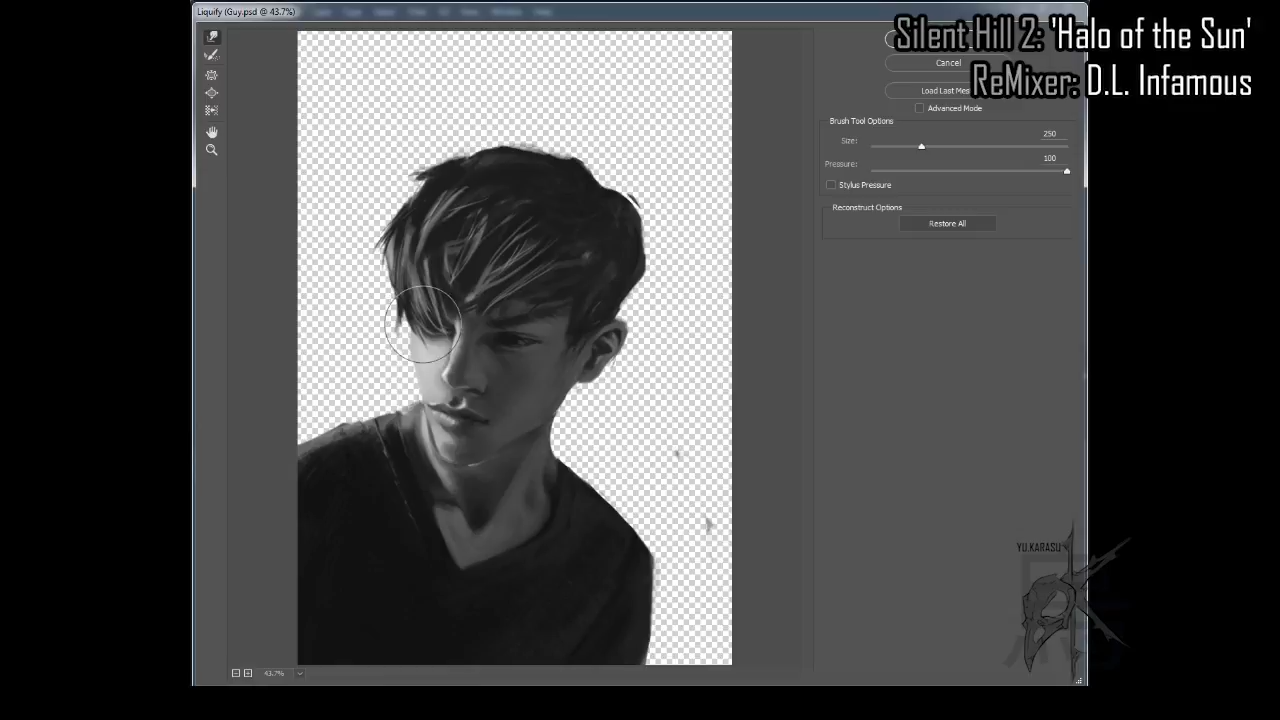 Liquify (Guy.psd @ 43.7%)
Silent Hill 2: 'Halo of the Sun'
ReMixer: D.L. Infamous
Cancel
Load Last Mes
Advanced Mode
Brush Tool Options
Size:
250
Pressure:
100
Stylus Pressure
Reconstruct Options
Restore All
YU.KARASU
43.7%